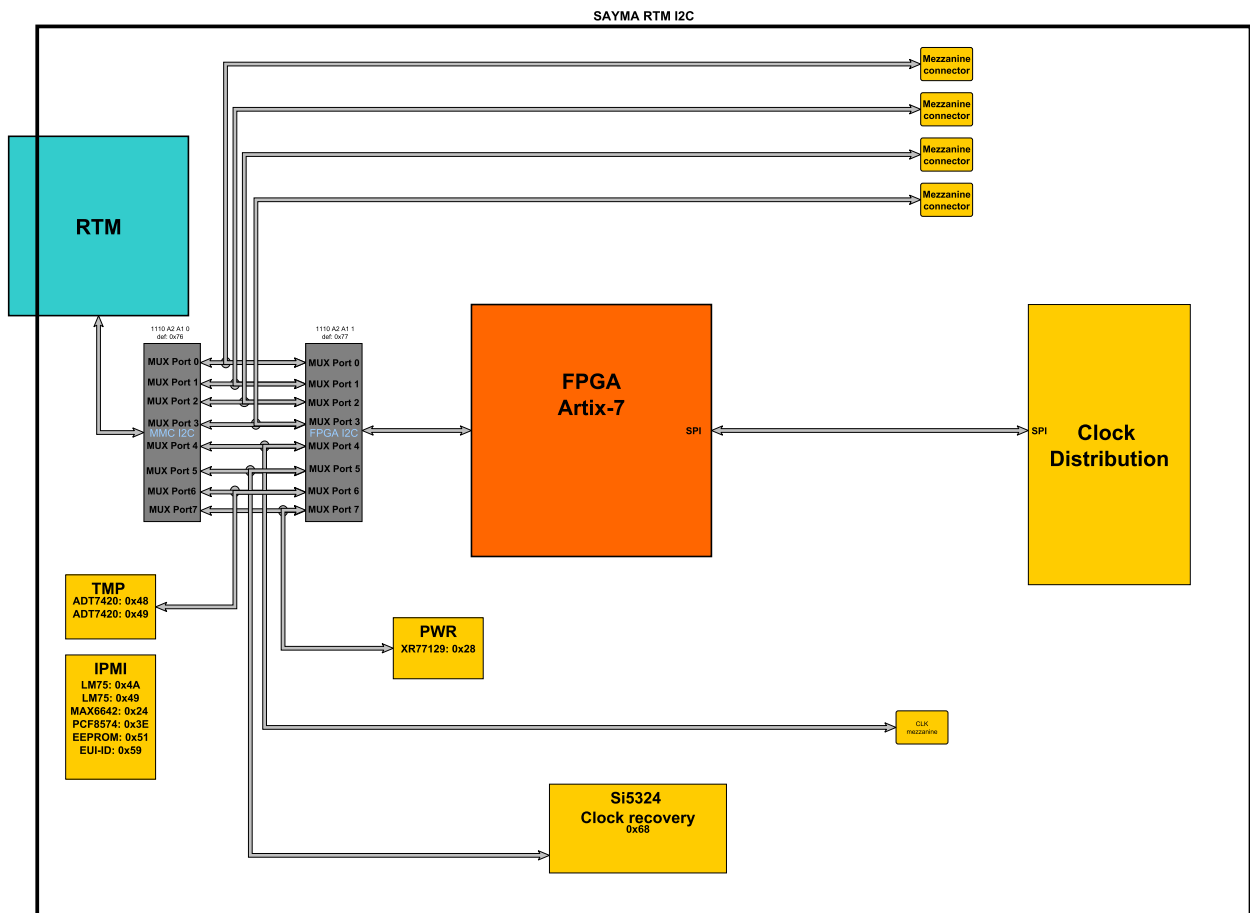 SAYMA RTM I2C
Mezzanine
connector
Mezzanine
connector
Mezzanine
connector
Mezzanine
connector
RTM
1110 A2 A1 0
def: 0x76
MUX Port 0
MUX Port 1
MUX Port 2
MUX Port 3
MMC I2C
MUX Port 4
MUX Port 5
MUX Port6
MUX Port7
1110 A2 A1 1
def: 0x77
MUX Port 0
MUX Port 1
MUX Port 2
MUX Port 3
FPGA I2C
MUX Port 4
MUX Port 5
MUX Port 6
MUX Port 7
FPGA
Artix-7
SPI
SPI
Clock
Distribution
TMP
ADT7420: 0x48
ADT7420: 0x49
PWR
XR77129: 0x28
IPMI
LM75: 0x4A
LM75: 0x49
MAX6642: 0x24
PCF8574: 0x3E
EEPROM: 0x51
EUI-ID: 0x59
CLK
mezzanine
Si5324
Clock recovery
0x68